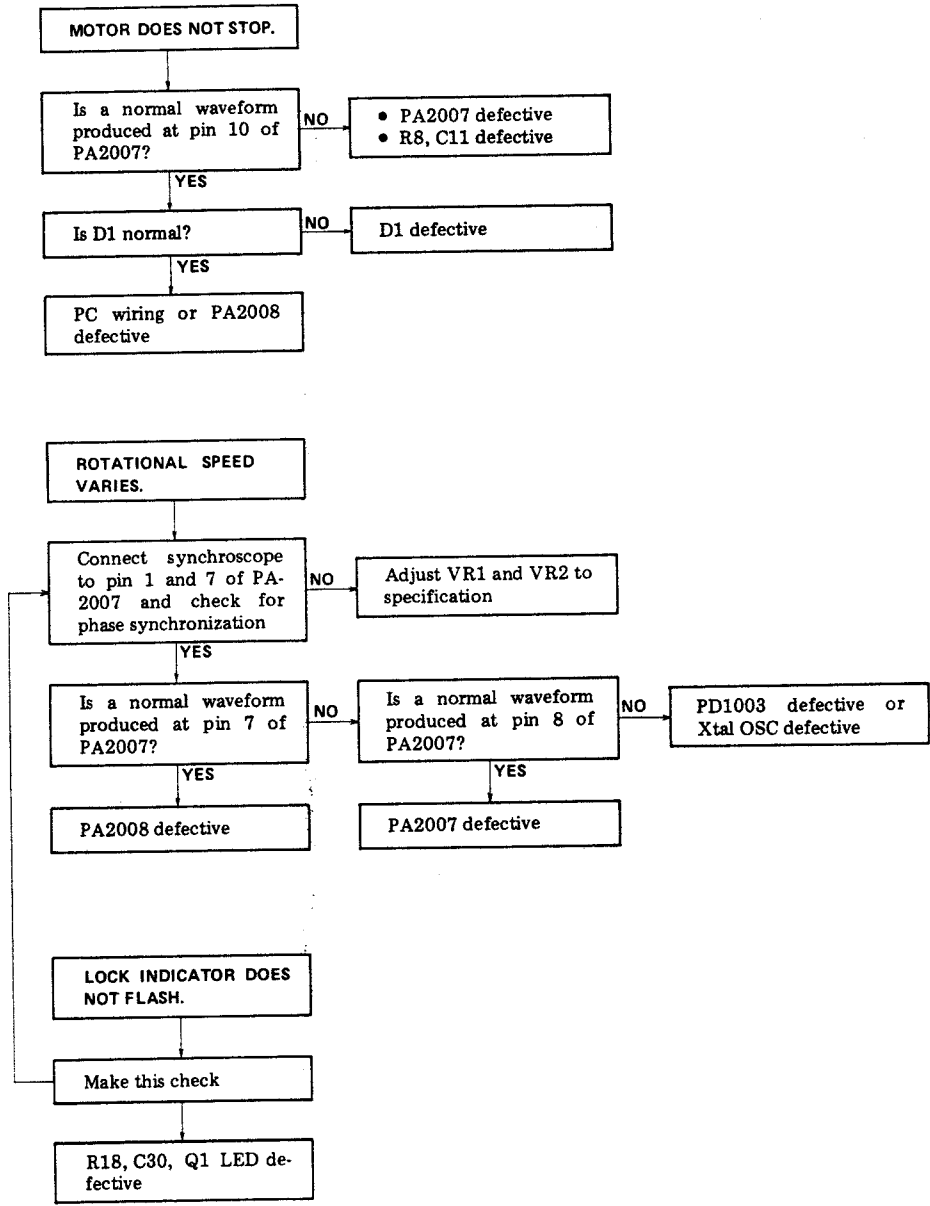 MOTOR DOES NOT STOP.
Is a normal waveform
produced at pin 10 of
PA2007?
NO
• PA2007 defective
• R8, C11 defective
YES
Is D1 normal?
NO
D1 defective
YES
PC wiring or PA2008
defective
ROTATIONAL SPEED
VARIES.
Connect synchroscope
to pin 1 and 7 of PA-
2007 and check for
phase synchronization
NO
Adjust VR1 and VR2 to
specification
YES
Is a normal waveform
produced at pin 7 of
PA2007?
NO
Is a normal waveform
produced at pin 8 of
PA2007?
NO
PD1003 defective or
Xtal OSC defective
YES
PA2008 defective
YES
PA2007 defective
LOCK INDICATOR DOES
NOT FLASH.
Make this check
R18, C30, Q1 LED de-
fective